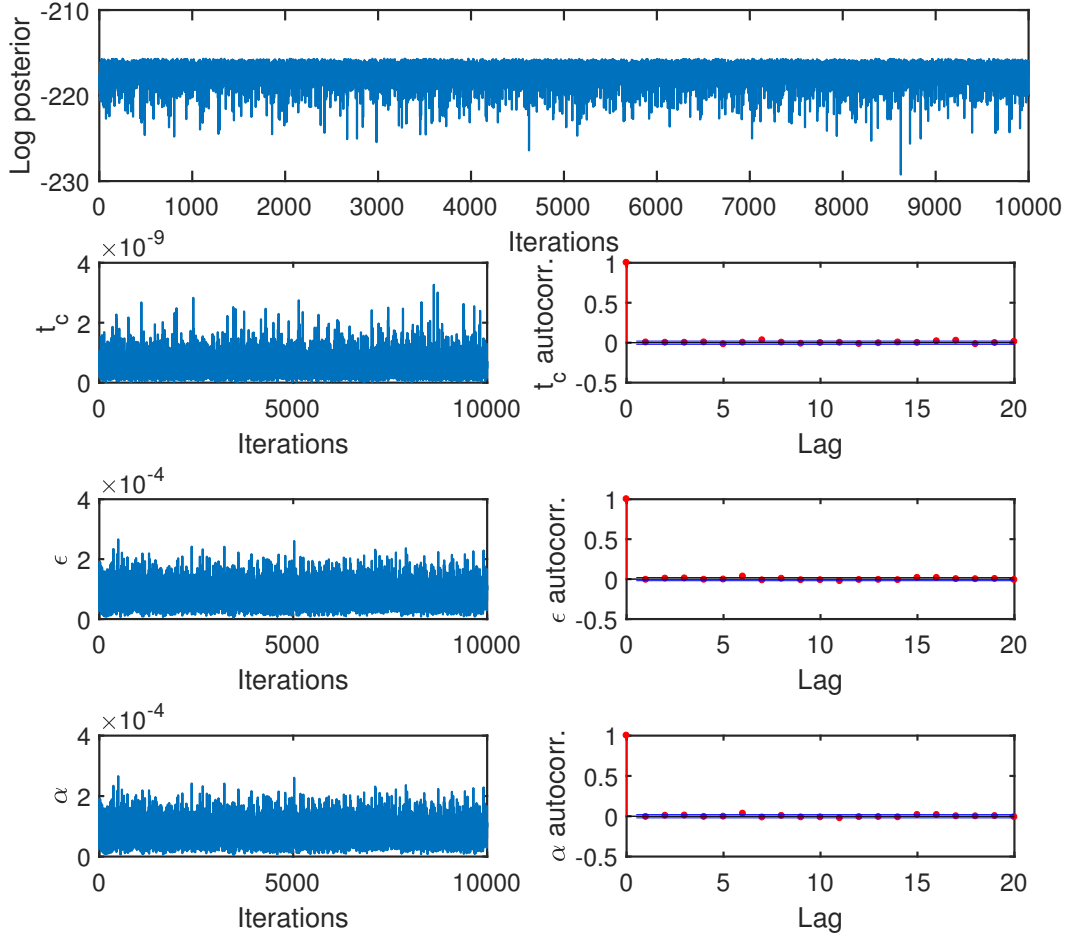 Log posterior
-210
-220
-230
0 1000 2000 3000 4000 5000 6000 7000 8000 9000 10000
Iterations
×10^-9
t_c
4
2
0
0 5000 10000
Iterations
t_c autocorr.
1
0.5
0
-0.5
0 5 10 15 20
Lag
×10^-4
ϵ
4
2
0
0 5000 10000
Iterations
ϵ autocorr.
1
0.5
0
-0.5
0 5 10 15 20
Lag
×10^-4
α
4
2
0
0 5000 10000
Iterations
α autocorr.
1
0.5
0
-0.5
0 5 10 15 20
Lag